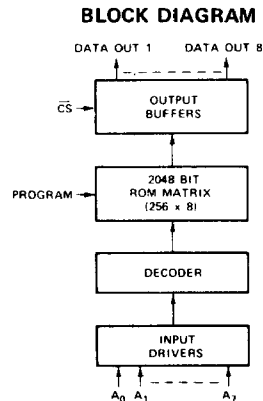 BLOCK DIAGRAM
DATA OUT 1 DATA OUT 8
CS
OUTPUT
BUFFERS
PROGRAM
2048 BIT
ROM MATRIX
(256 x 8)
DECODER
INPUT
DRIVERS
A₀ A₁ A₇